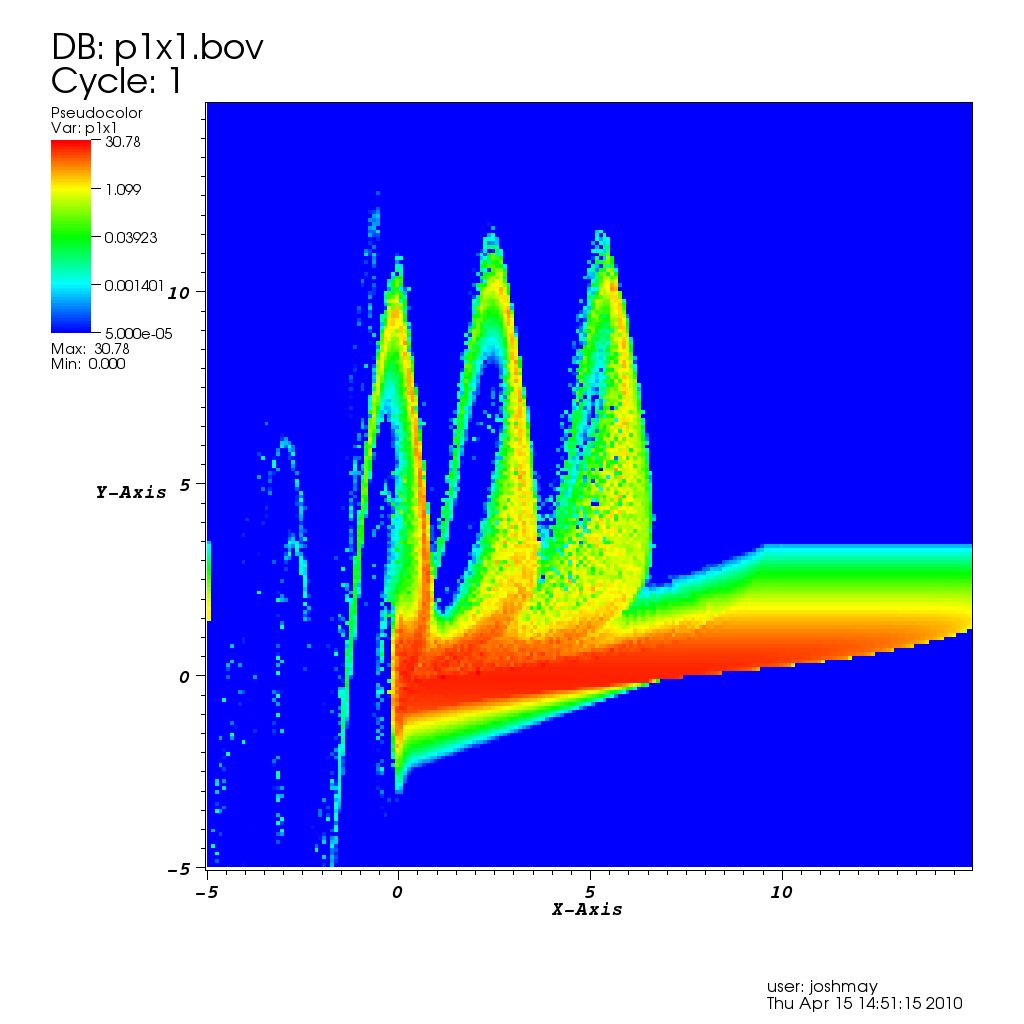 DB: p1x1.bov
Cycle: 1
Pseudocolor
Var: p1x1
30.78
1.099
0.03923
0.001401
5.000e-05
Max: 30.78
Min: 0.000
10
Y-Axis 5
0
-5
-5 0 5 10
X-Axis
user: joshmay
Thu Apr 15 14:51:15 2010